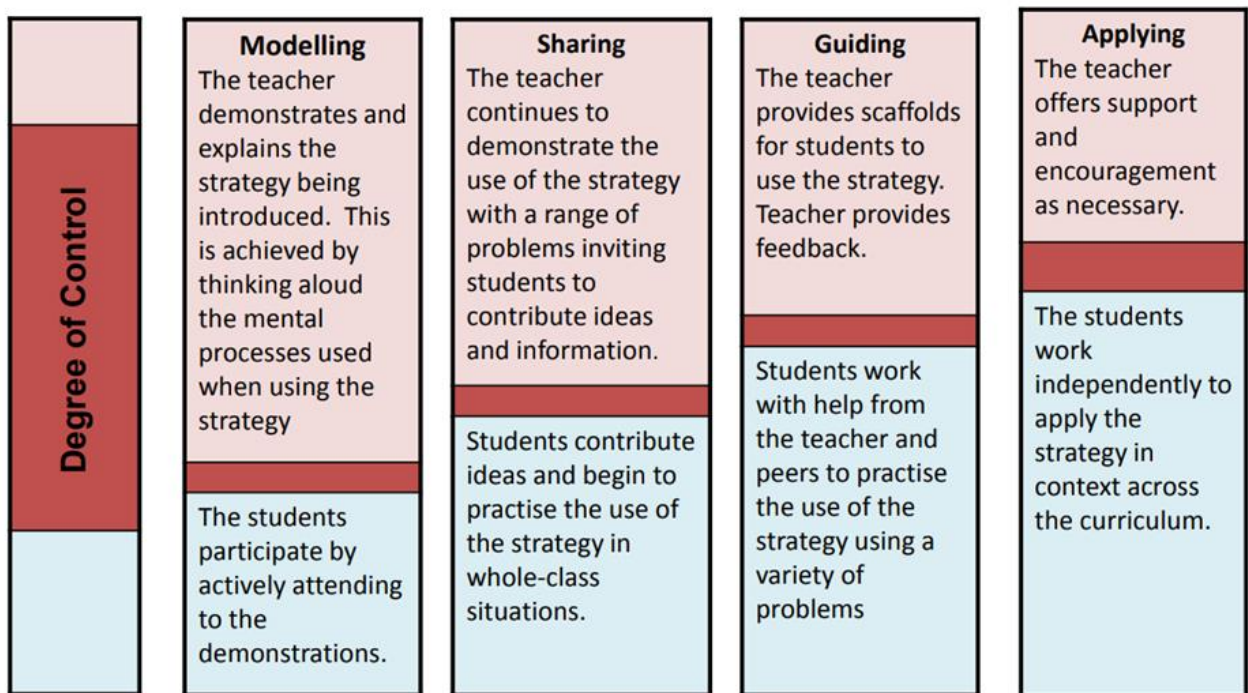 Degree of Control
Modelling
The teacher
demonstrates and
explains the
strategy being
introduced.  This
is achieved by
thinking aloud
the mental
processes used
when using the
strategy
The students
participate by
actively attending
to the
demonstrations.
Sharing
The teacher
continues to
demonstrate the
use of the strategy
with a range of
problems inviting
students to
contribute ideas
and information.
Students contribute
ideas and begin to
practise the use of
the strategy in
whole-class
situations.
Guiding
The teacher
provides scaffolds
for students to
use the strategy.
Teacher provides
feedback.
Students work
with help from
the teacher and
peers to practise
the use of the
strategy using a
variety of
problems
Applying
The teacher
offers support
and
encouragement
as necessary.
The students
work
independently to
apply the
strategy in
context across
the curriculum.